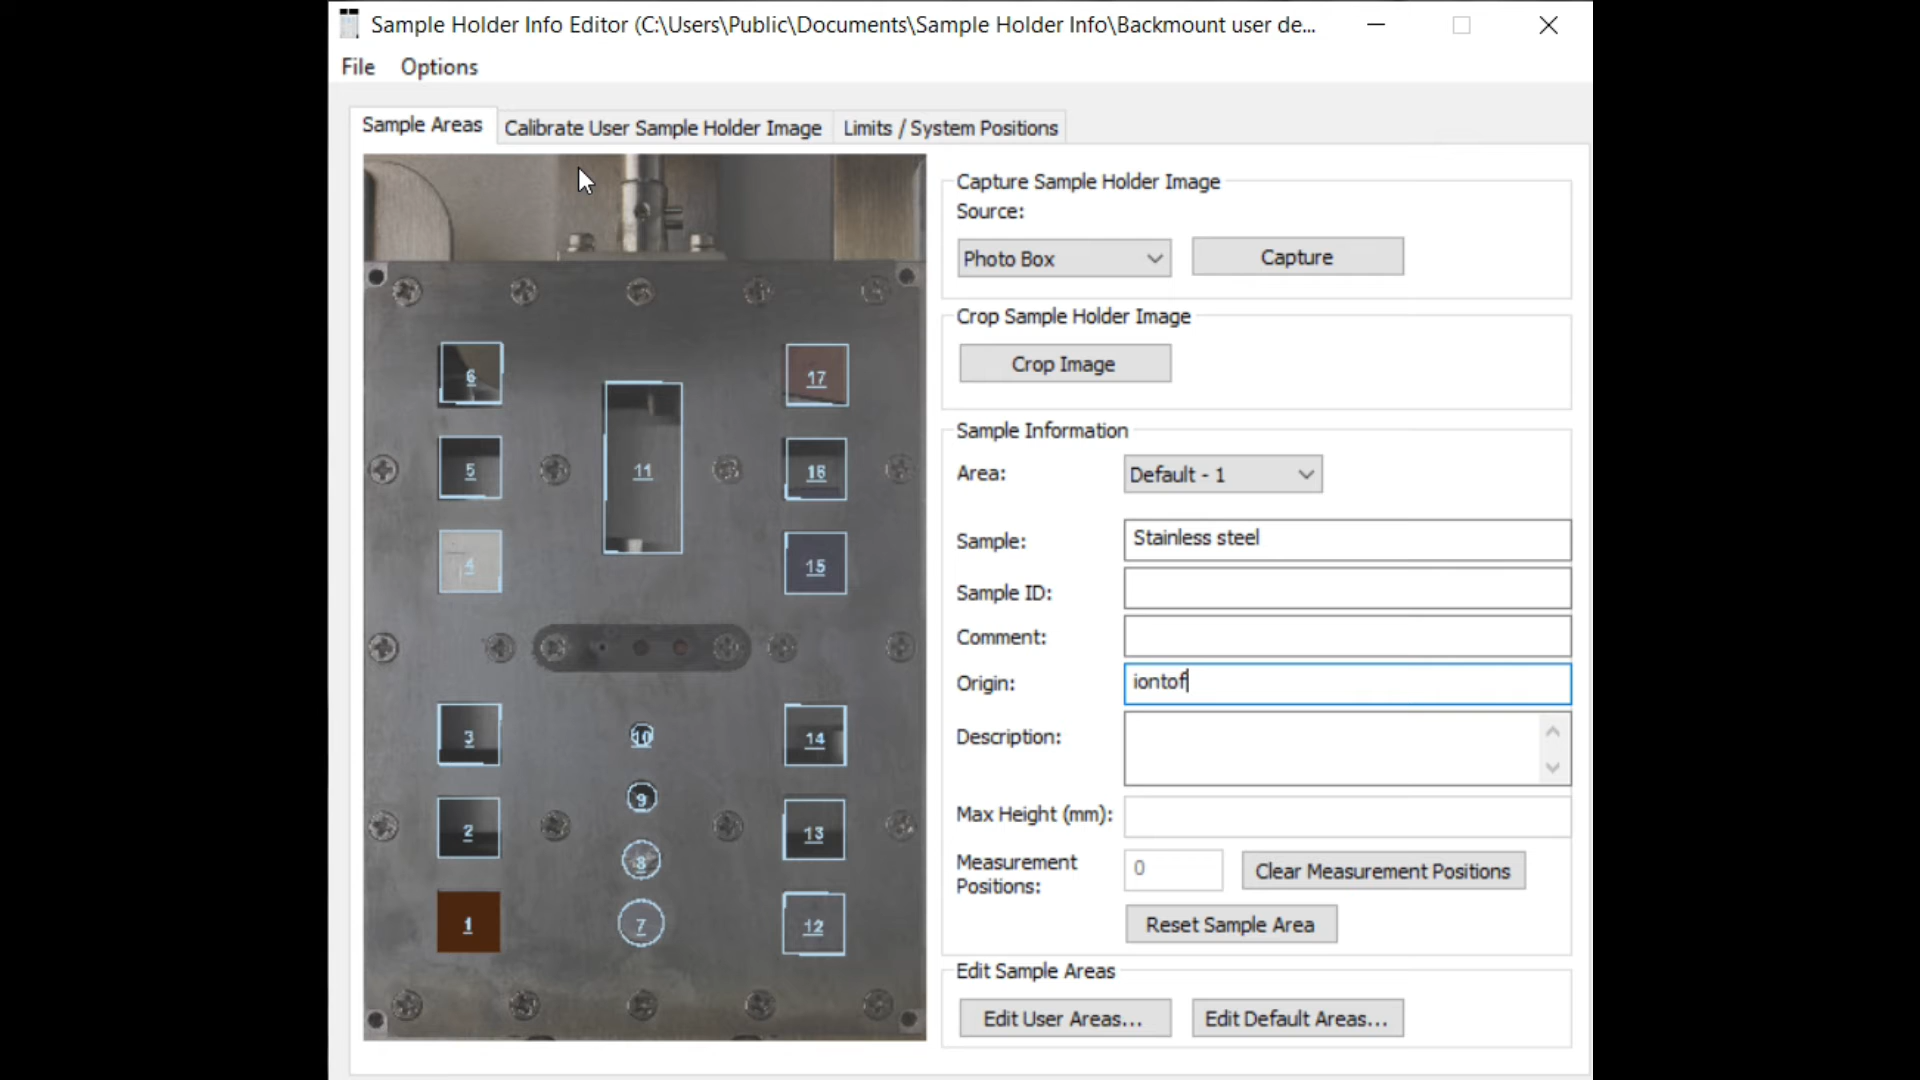 Sample Holder Info Editor (C:\Users\Public\Documents\Sample Holder Info\Backmount user de...
File Options
Sample Areas Calibrate User Sample Holder Image Limits / System Positions
Capture Sample Holder Image
Source:
Photo Box Capture
Crop Sample Holder Image
Crop Image
Sample Information
Area: Default - 1
Sample: Stainless steel
Sample ID:
Comment:
Origin: iontof
Description:
Max Height (mm):
Measurement
Positions: 0 Clear Measurement Positions
Reset Sample Area
Edit Sample Areas
Edit User Areas... Edit Default Areas...
6 17
5 11 16
4 15
3 10 14
9
2 13
8
1 7 12